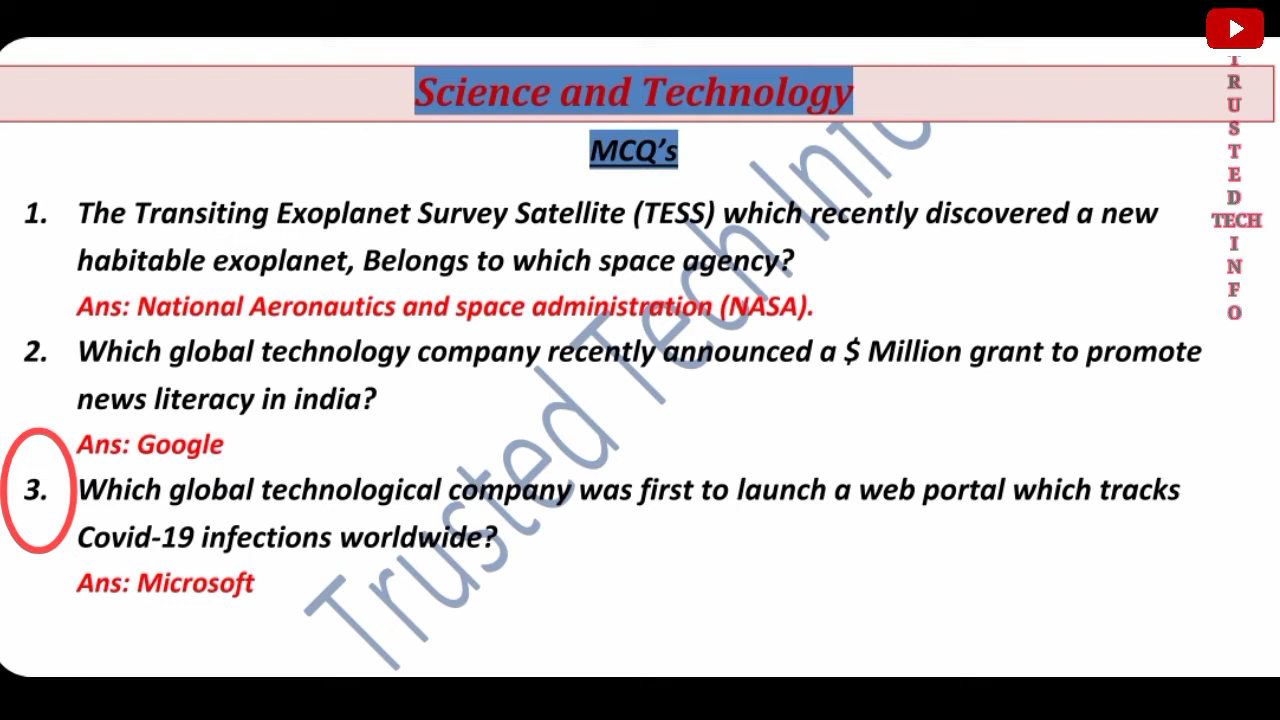 Science and Technology
MCQ's
1. The Transiting Exoplanet Survey Satellite (TESS) which recently discovered a new
habitable exoplanet, Belongs to which space agency?
Ans: National Aeronautics and space administration (NASA).
2. Which global technology company recently announced a $ Million grant to promote
news literacy in india?
Ans: Google
3. Which global technological company was first to launch a web portal which tracks
Covid-19 infections worldwide?
Ans: Microsoft
Trusted Tech Info
T
R
U
S
T
E
D
TECH
I
N
F
O